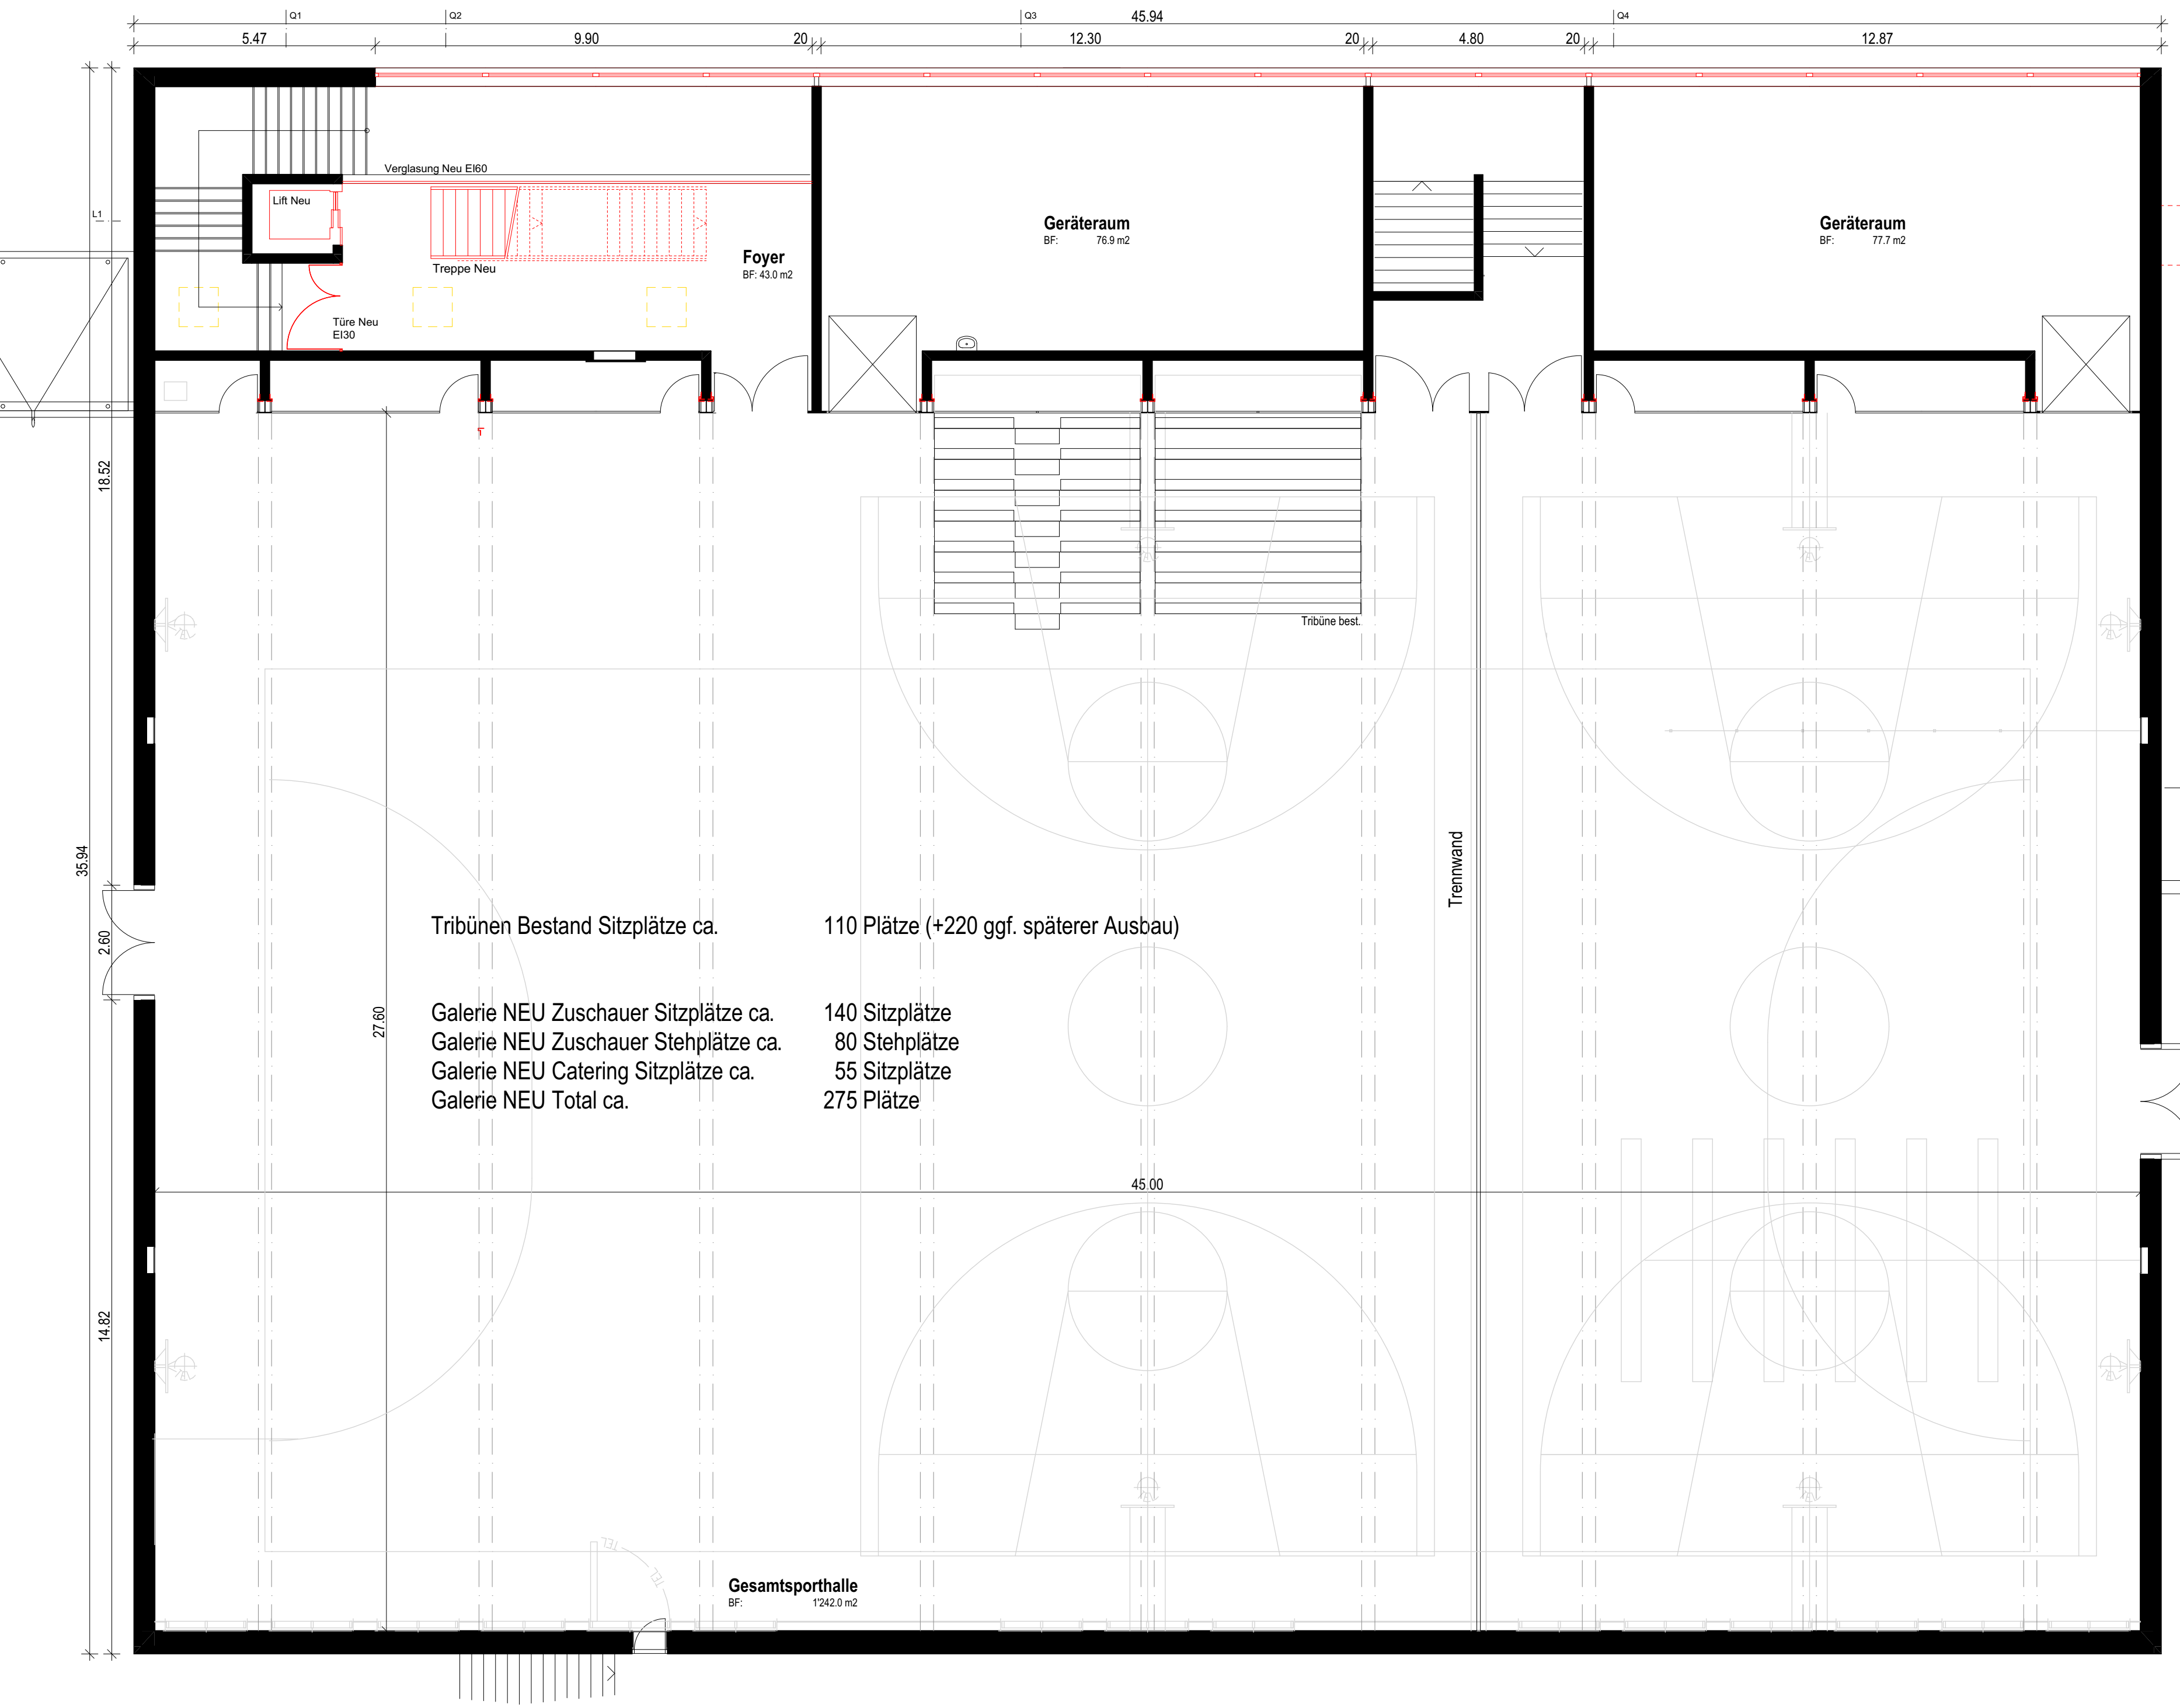 Q1
Q2
Q3
45.94
Q4
5.47
9.90
20
12.30
20
4.80
20
12.87
Verglasung Neu EI60
Lift Neu
L1
Geräteraum
BF: 76.9 m2
Geräteraum
BF: 77.7 m2
Foyer
BF: 43.0 m2
Treppe Neu
Türe Neu
EI30
18.52
Tribüne best.
35.94
Trennwand
Tribünen Bestand Sitzplätze ca. 110 Plätze (+220 ggf. späterer Ausbau)
2.60
27.60
Galerie NEU Zuschauer Sitzplätze ca. 140 Sitzplätze
Galerie NEU Zuschauer Stehplätze ca. 80 Stehplätze
Galerie NEU Catering Sitzplätze ca. 55 Sitzplätze
Galerie NEU Total ca. 275 Plätze
45.00
14.82
TEL
TEL
Gesamtsporthalle
BF: 1'242.0 m2